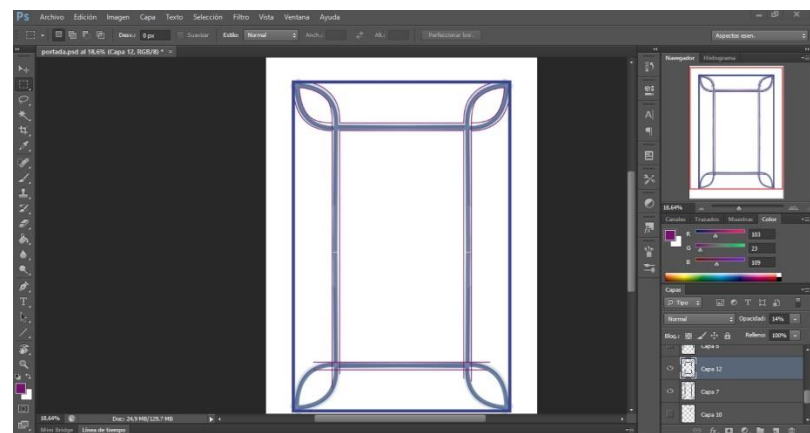 Ps Archivo Edición Imagen Capa Texto Selección Filtro Vista Ventana Ayuda
Desv.: 0 px Suavizar Estilo: Normal Anch.: Al.: Perfeccionar bor...
Aspectos esen.
portada.psd al 18,6% (Capa 12, RGB/8) * ×
Navegador Histograma
18.64%
Canales Trazados Muestras Color
R 103
G 23
B 109
Capas
Tipo
Normal Opacidad: 34%
Bloq.: Relleno: 100%
Capa 12
Capa 7
Capa 10
18,64% Doc: 24,9 MB/129,7 MB
Mini Bridge Línea de tiempo